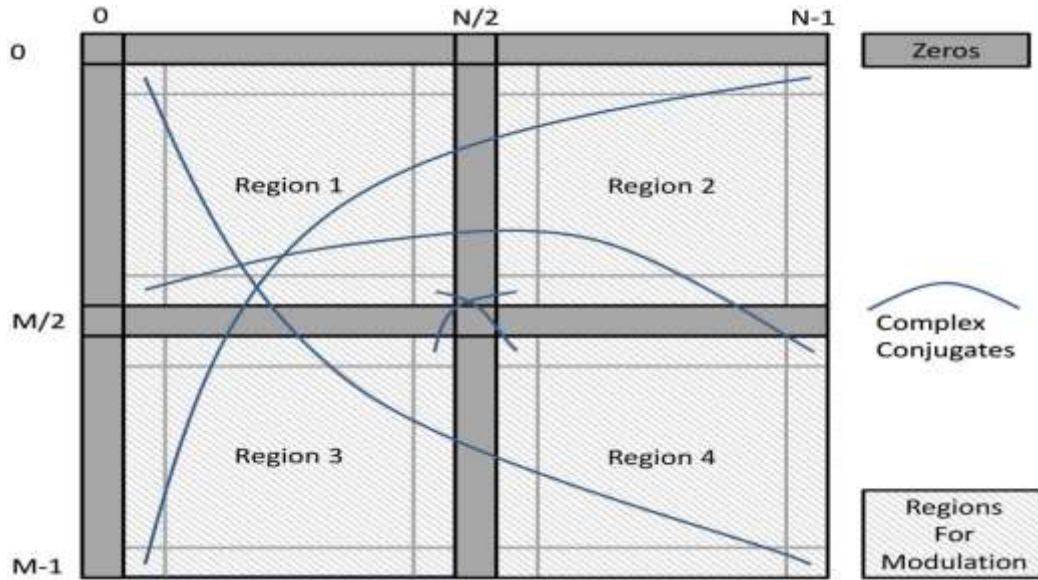 0
N/2
N-1
0
Zeros
Region 1
Region 2
M/2
Complex
Conjugates
Region 3
Region 4
Regions
For
Modulation
M-1